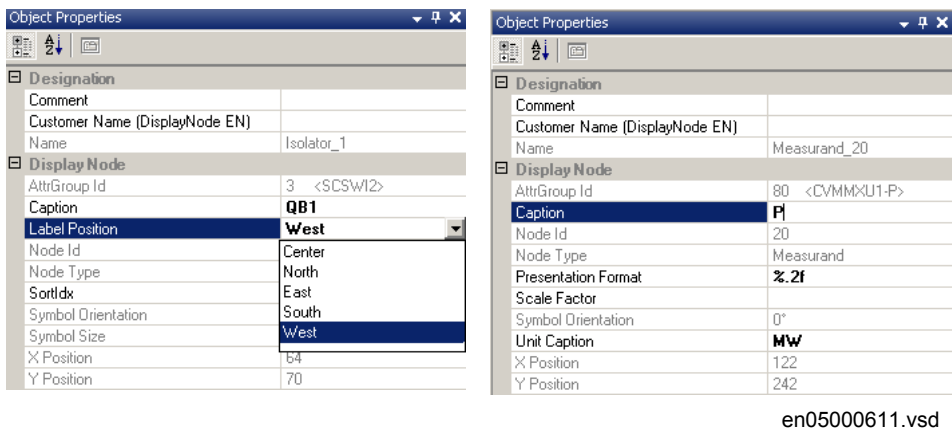 Object Properties
Designation
Comment
Customer Name (DisplayNode EN)
Name Isolator_1
Display Node
AttrGroup Id 3 <SCSWI2>
Caption QB1
Label Position West
Node Id Center
Node Type North
SortIdx East
Symbol Orientation South
Symbol Size West
X Position 64
Y Position 70
Object Properties
Designation
Comment
Customer Name (DisplayNode EN)
Name Measurand_20
Display Node
AttrGroup Id 80 <CVMMXU1-P>
Caption P
Node Id 20
Node Type Measurand
Presentation Format %.2f
Scale Factor
Symbol Orientation 0°
Unit Caption MW
X Position 122
Y Position 242
en05000611.vsd